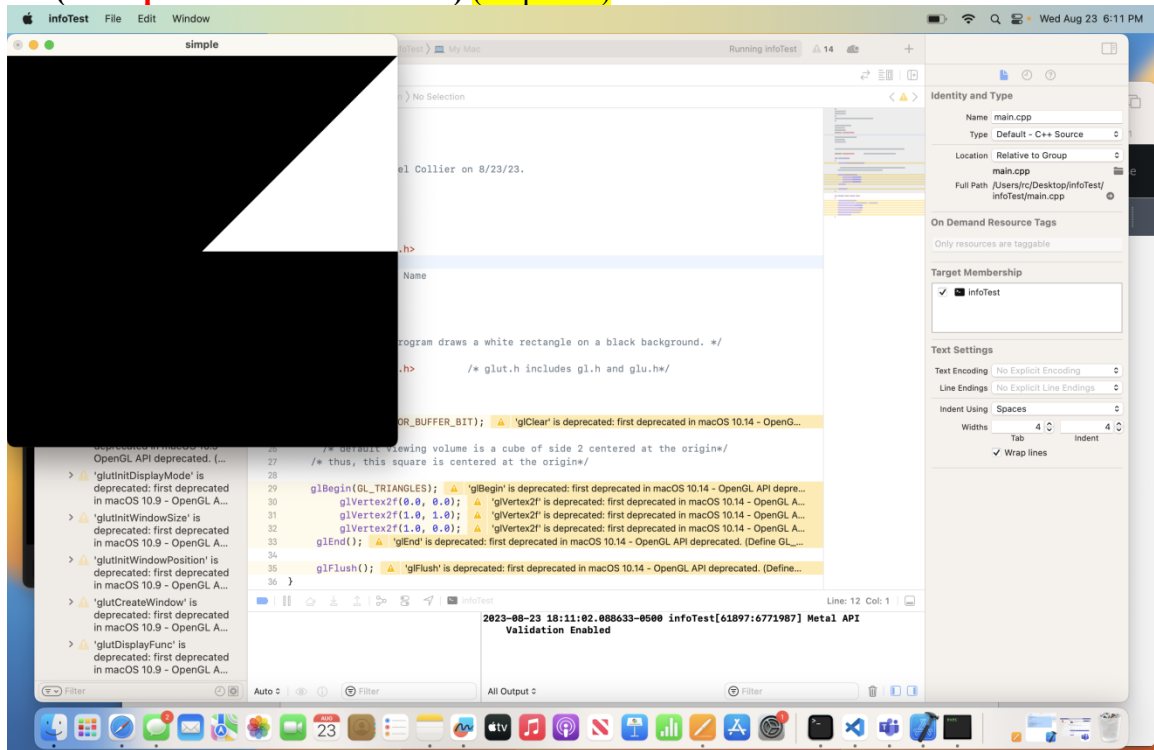 infoTest File Edit Window
Wed Aug 23 6:11 PM
simple
My Mac
Running infoTest
14
No Selection
el Collier on 8/23/23.
.h>
Name
rogram draws a white rectangle on a black background. */
.h> /* glut.h includes gl.h and glu.h*/
OR_BUFFER_BIT); 'glClear' is deprecated: first deprecated in macOS 10.14 - OpenG...
26 /* default viewing volume is a cube of side 2 centered at the origin*/
27 /* thus, this square is centered at the origin*/
28
29 glBegin(GL_TRIANGLES); 'glBegin' is deprecated: first deprecated in macOS 10.14 - OpenGL API depre...
30 glVertex2f(0.0, 0.0); 'glVertex2f' is deprecated: first deprecated in macOS 10.14 - OpenGL A...
31 glVertex2f(1.0, 1.0); 'glVertex2f' is deprecated: first deprecated in macOS 10.14 - OpenGL A...
32 glVertex2f(1.0, 0.0); 'glVertex2f' is deprecated: first deprecated in macOS 10.14 - OpenGL A...
33 glEnd(); 'glEnd' is deprecated: first deprecated in macOS 10.14 - OpenGL API deprecated. (Define GL_...
34
35 glFlush(); 'glFlush' is deprecated: first deprecated in macOS 10.14 - OpenGL API deprecated. (Define...
36 }
OpenGL API deprecated. (...
'glutInitDisplayMode' is
deprecated: first deprecated
in macOS 10.9 - OpenGL A...
'glutInitWindowSize' is
deprecated: first deprecated
in macOS 10.9 - OpenGL A...
'glutInitWindowPosition' is
deprecated: first deprecated
in macOS 10.9 - OpenGL A...
'glutCreateWindow' is
deprecated: first deprecated
in macOS 10.9 - OpenGL A...
'glutDisplayFunc' is
deprecated: first deprecated
in macOS 10.9 - OpenGL A...
Filter
infoTest
Line: 12 Col: 1
2023-08-23 18:11:02.088633-0500 infoTest[61897:6771987] Metal API
Validation Enabled
Auto
Filter
All Output
Filter
Identity and Type
Name main.cpp
Type Default - C++ Source
Location Relative to Group
main.cpp
Full Path /Users/rc/Desktop/infoTest/
infoTest/main.cpp
On Demand Resource Tags
Only resources are taggable
Target Membership
infoTest
Text Settings
Text Encoding No Explicit Encoding
Line Endings No Explicit Line Endings
Indent Using Spaces
Widths 4 4
Tab Indent
Wrap lines
AUG
23
tv